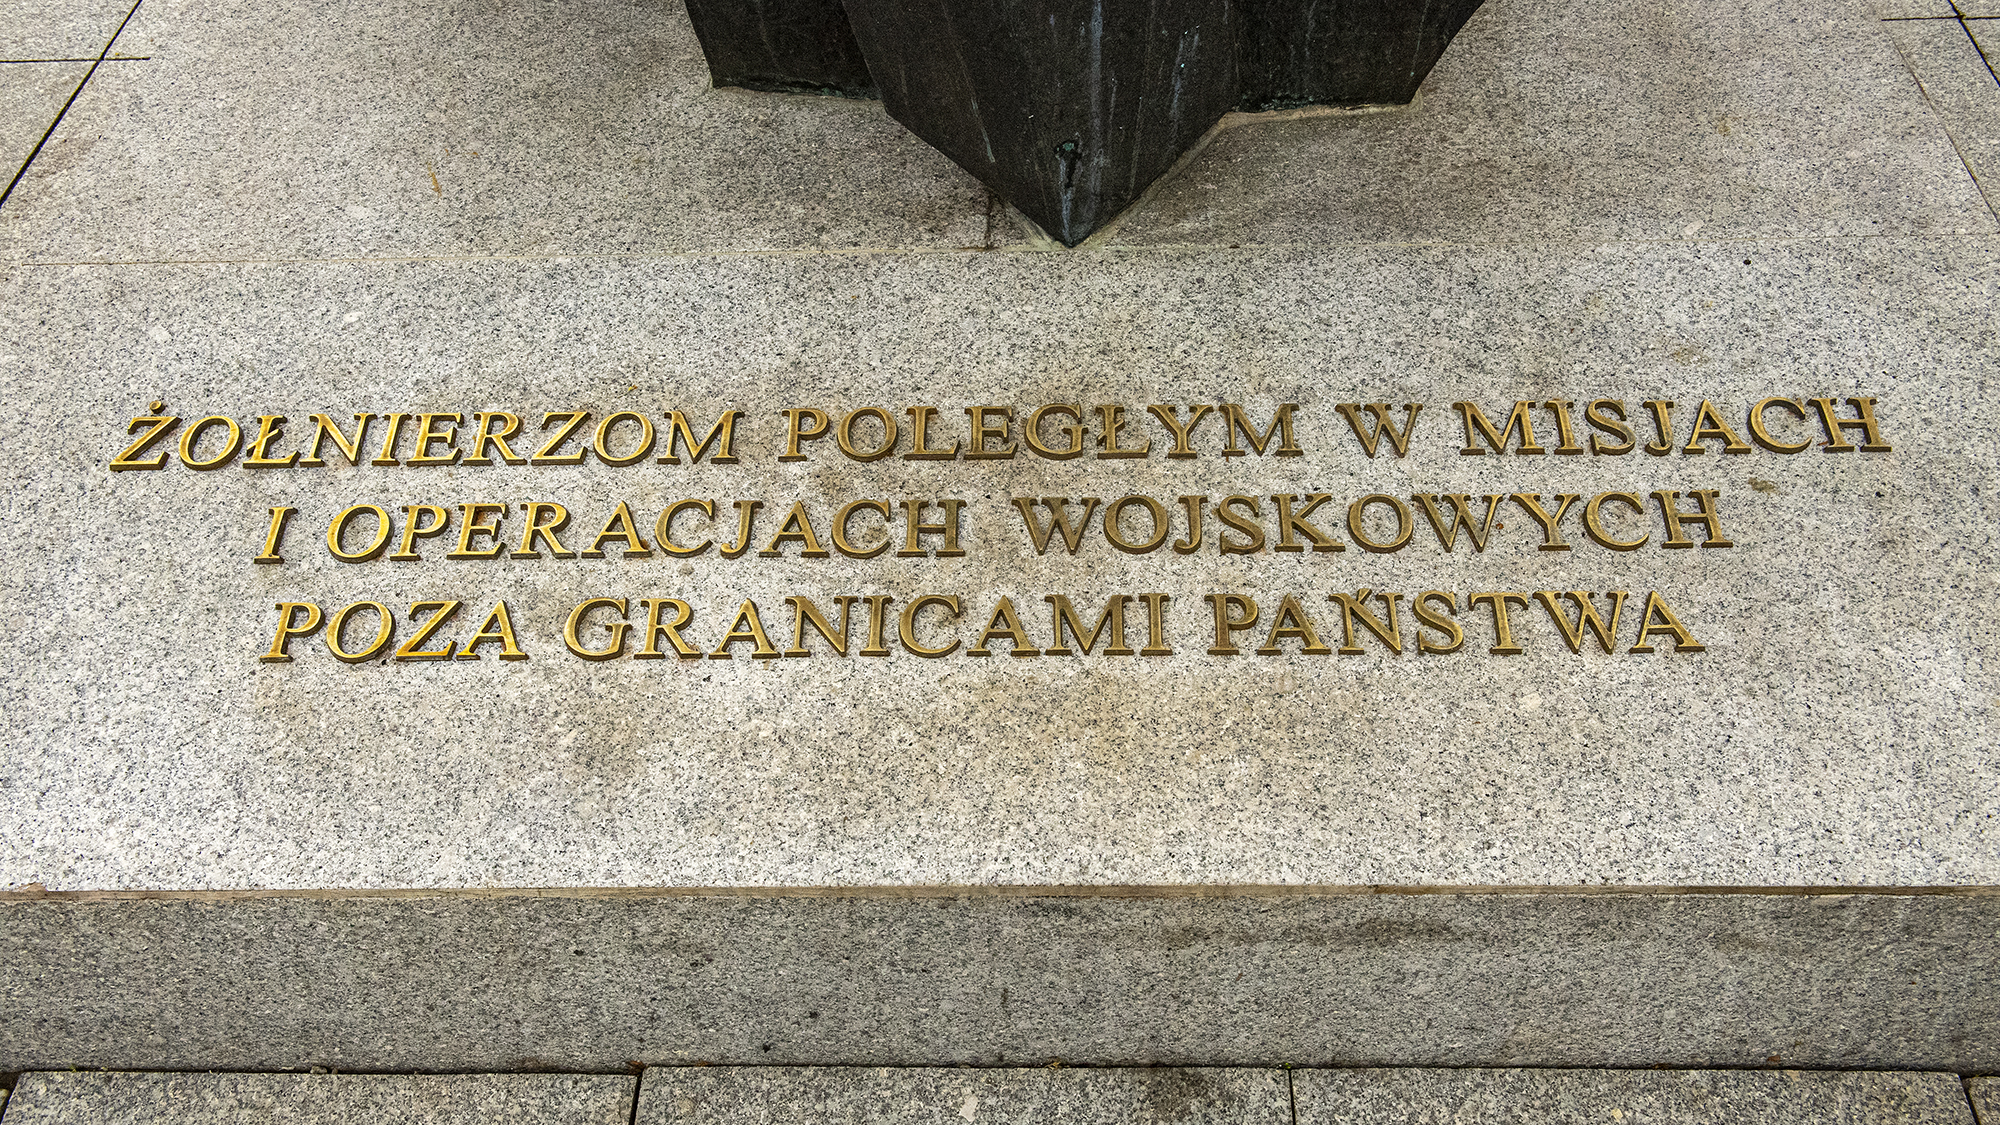 ŻOŁNIERZOM POLEGŁYM W MISJACH
I OPERACJACH WOJSKOWYCH
POZA GRANICAMI PAŃSTWA